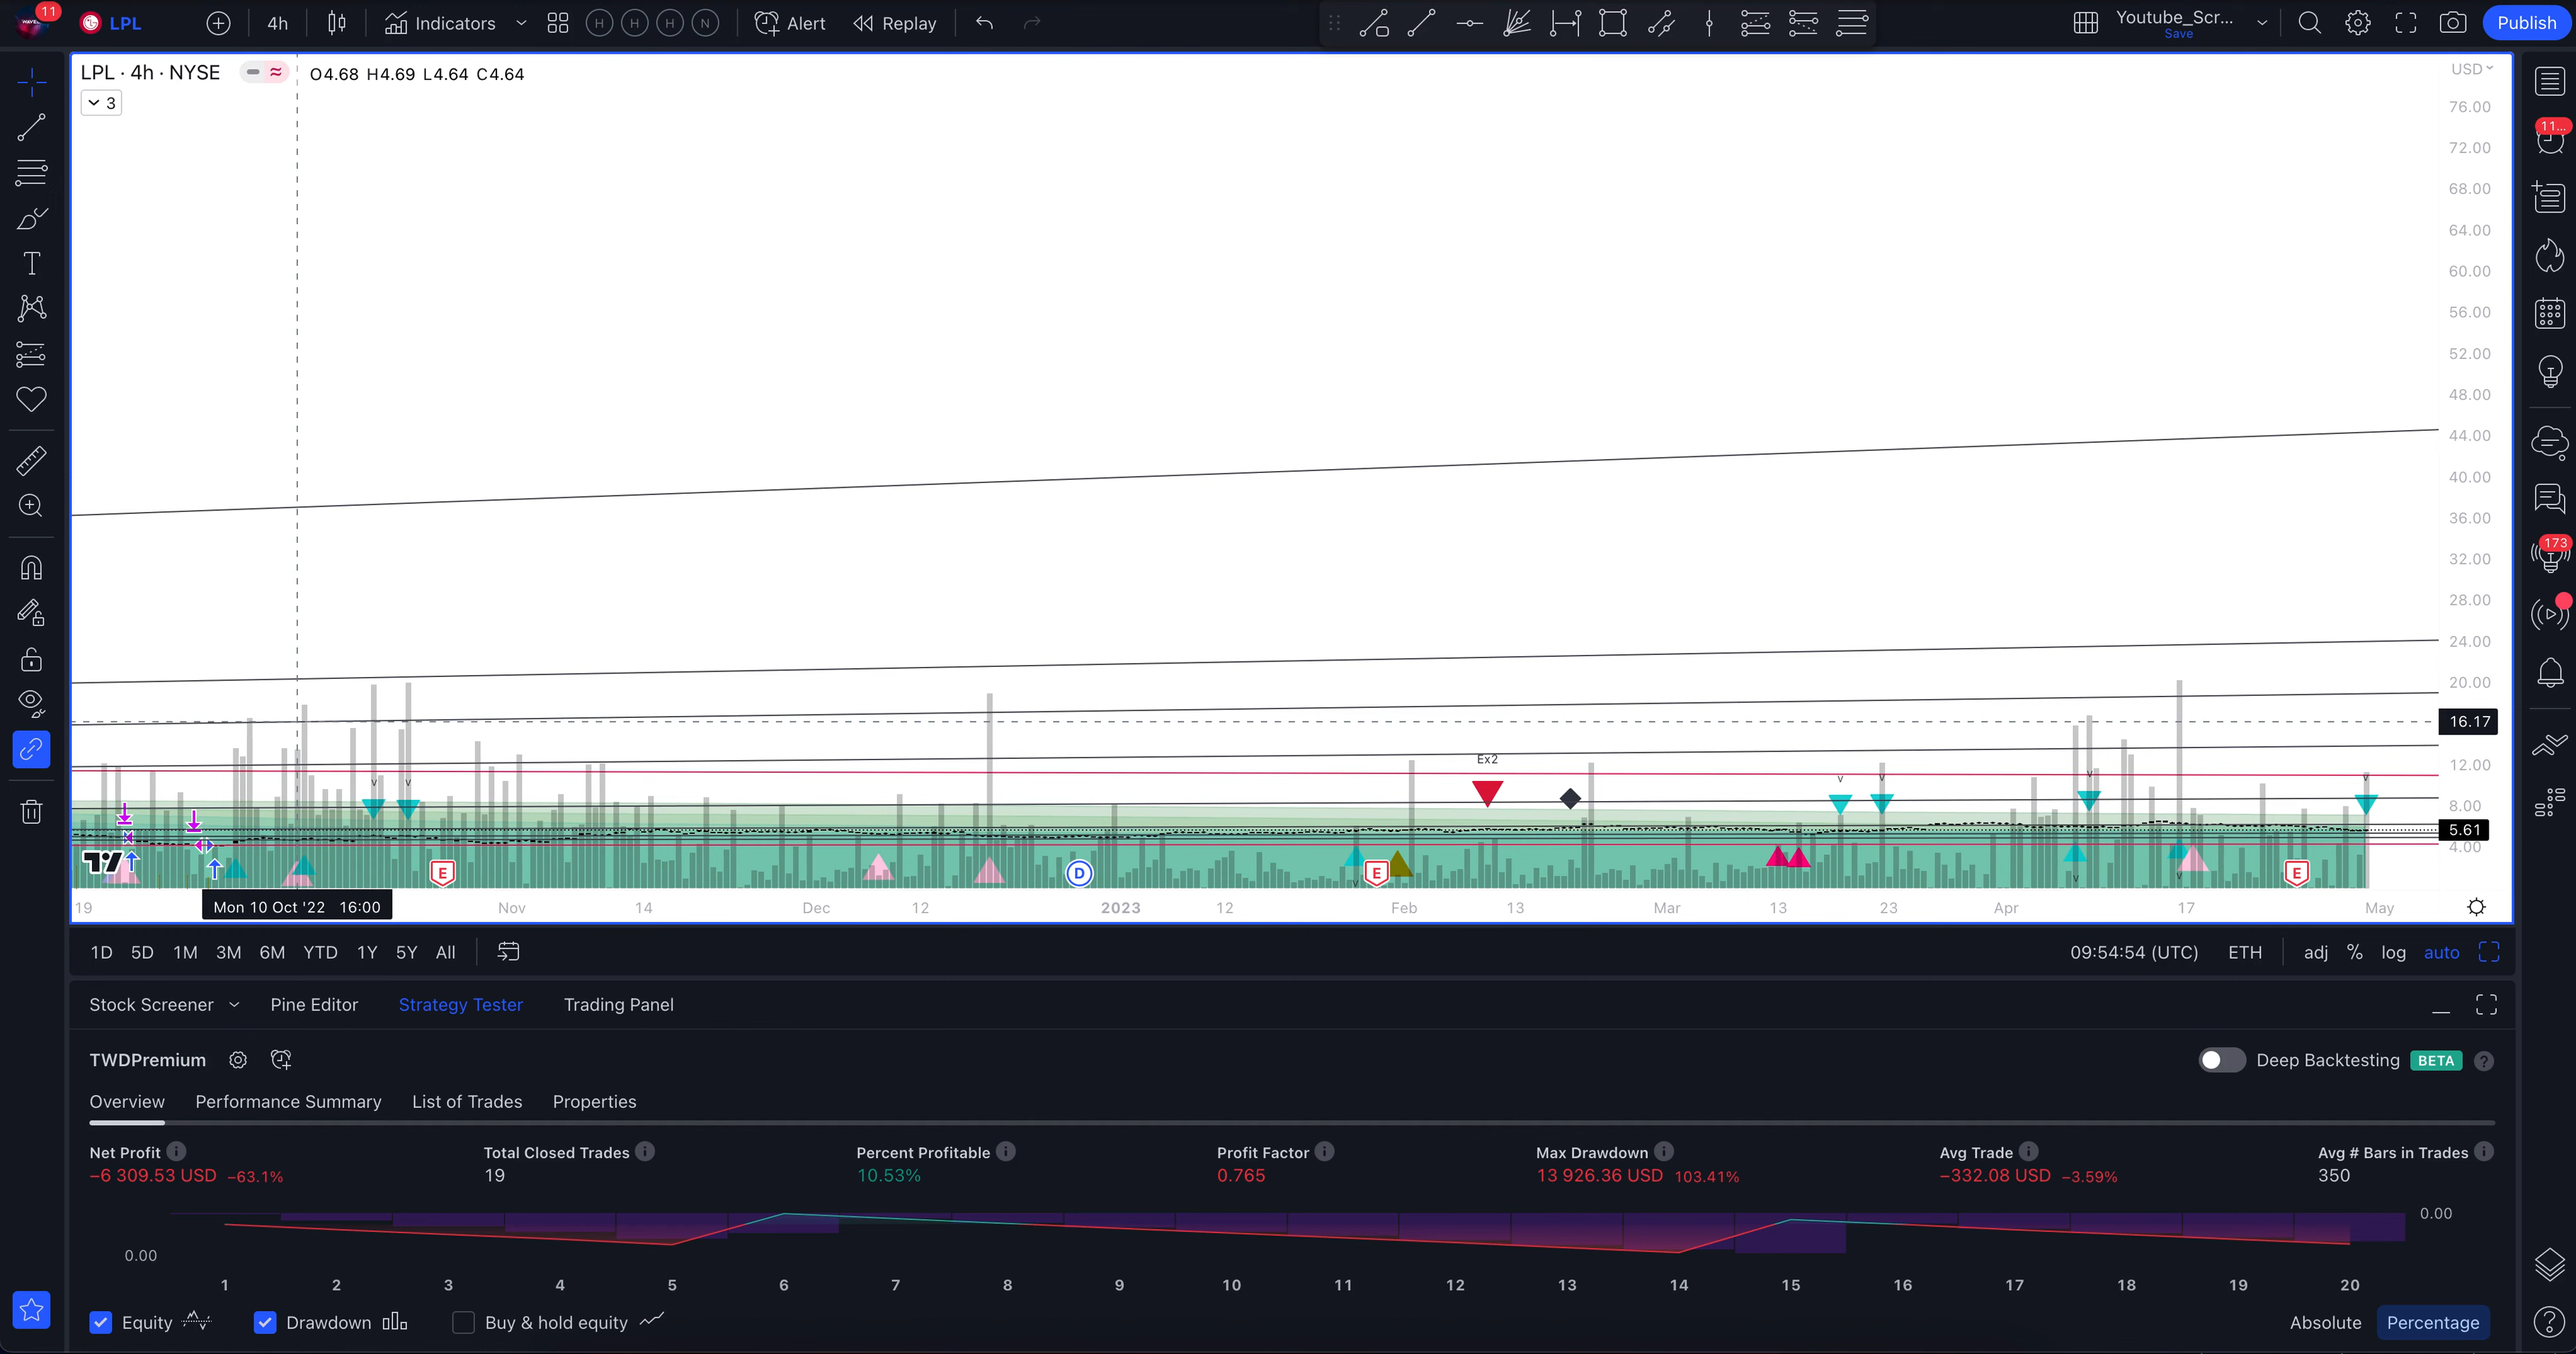 11
LPL
4h
Indicators
H
H
H
N
Alert
Replay
Youtube_Scr...
Save
Publish
LPL · 4h · NYSE
O4.68 H4.69 L4.64 C4.64
3
USD
76.00
72.00
68.00
64.00
60.00
56.00
52.00
48.00
44.00
40.00
36.00
32.00
28.00
24.00
20.00
16.17
12.00
8.00
5.61
4.00
11...
173
Ex2
v
v
v
v
v
v
v
v
v
E
D
E
E
19
Mon 10 Oct '22 16:00
Nov
14
Dec
12
2023
12
Feb
13
Mar
13
23
Apr
17
May
1D 5D 1M 3M 6M YTD 1Y 5Y All
09:54:54 (UTC) ETH adj % log auto
Stock Screener Pine Editor Strategy Tester Trading Panel
TWDPremium
Deep Backtesting BETA ?
Overview Performance Summary List of Trades Properties
Net Profit
−6 309.53 USD −63.1%
Total Closed Trades
19
Percent Profitable
10.53%
Profit Factor
0.765
Max Drawdown
13 926.36 USD 103.41%
Avg Trade
−332.08 USD −3.59%
Avg # Bars in Trades
350
0.00
0.00
1 2 3 4 5 6 7 8 9 10 11 12 13 14 15 16 17 18 19 20
Equity Drawdown Buy & hold equity
Absolute Percentage